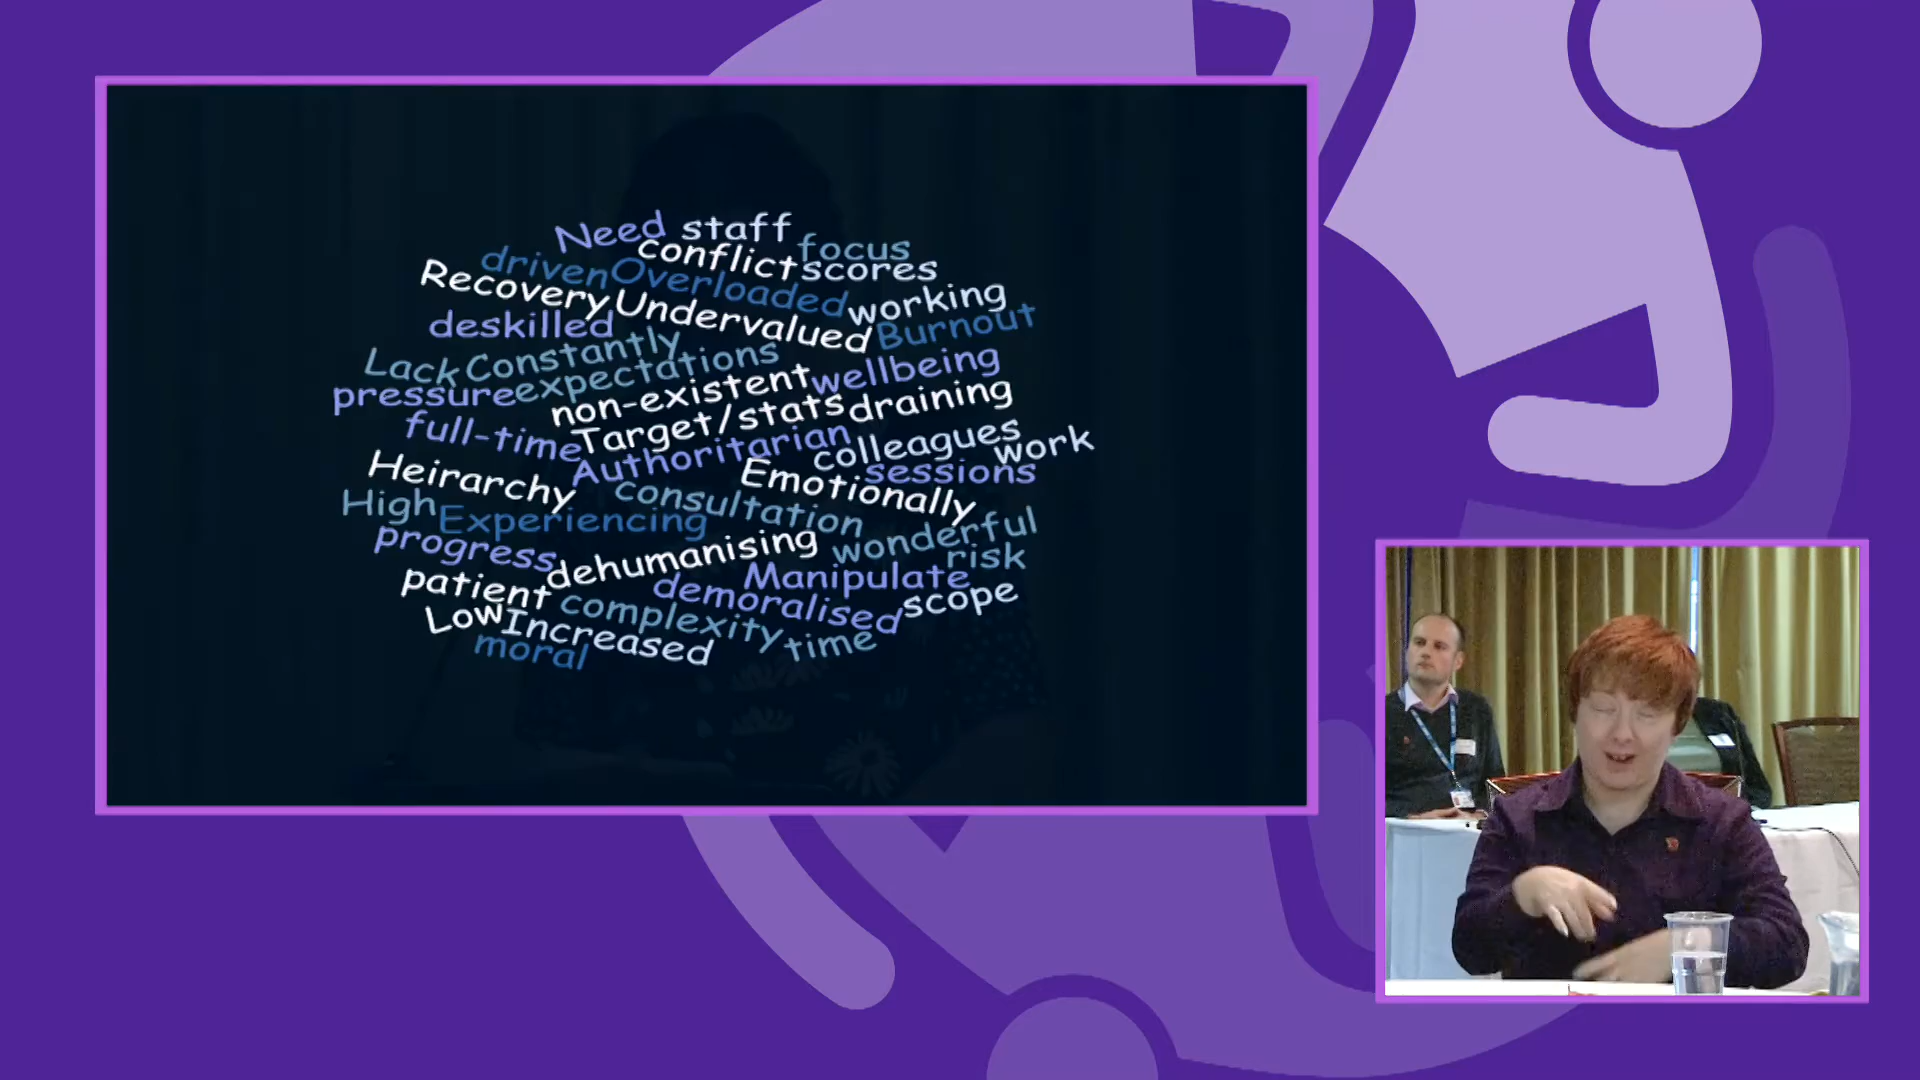 Need staff
conflict focus
driven Overloaded scores
Recovery Undervalued working
deskilled Burnout
Lack Constantly
pressure expectations wellbeing
non-existent draining
full-time Target/stats
Authoritarian colleagues work
Heirarchy Emotionally sessions
High consultation
Experiencing wonderful
progress dehumanising risk
patient Manipulate
demoralised scope
Low complexity time
Increased
moral